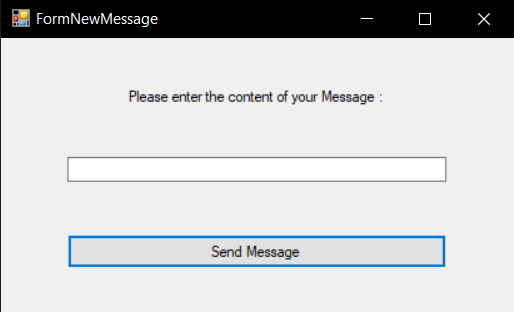 FormNewMessage
Please enter the content of your Message :
Send Message